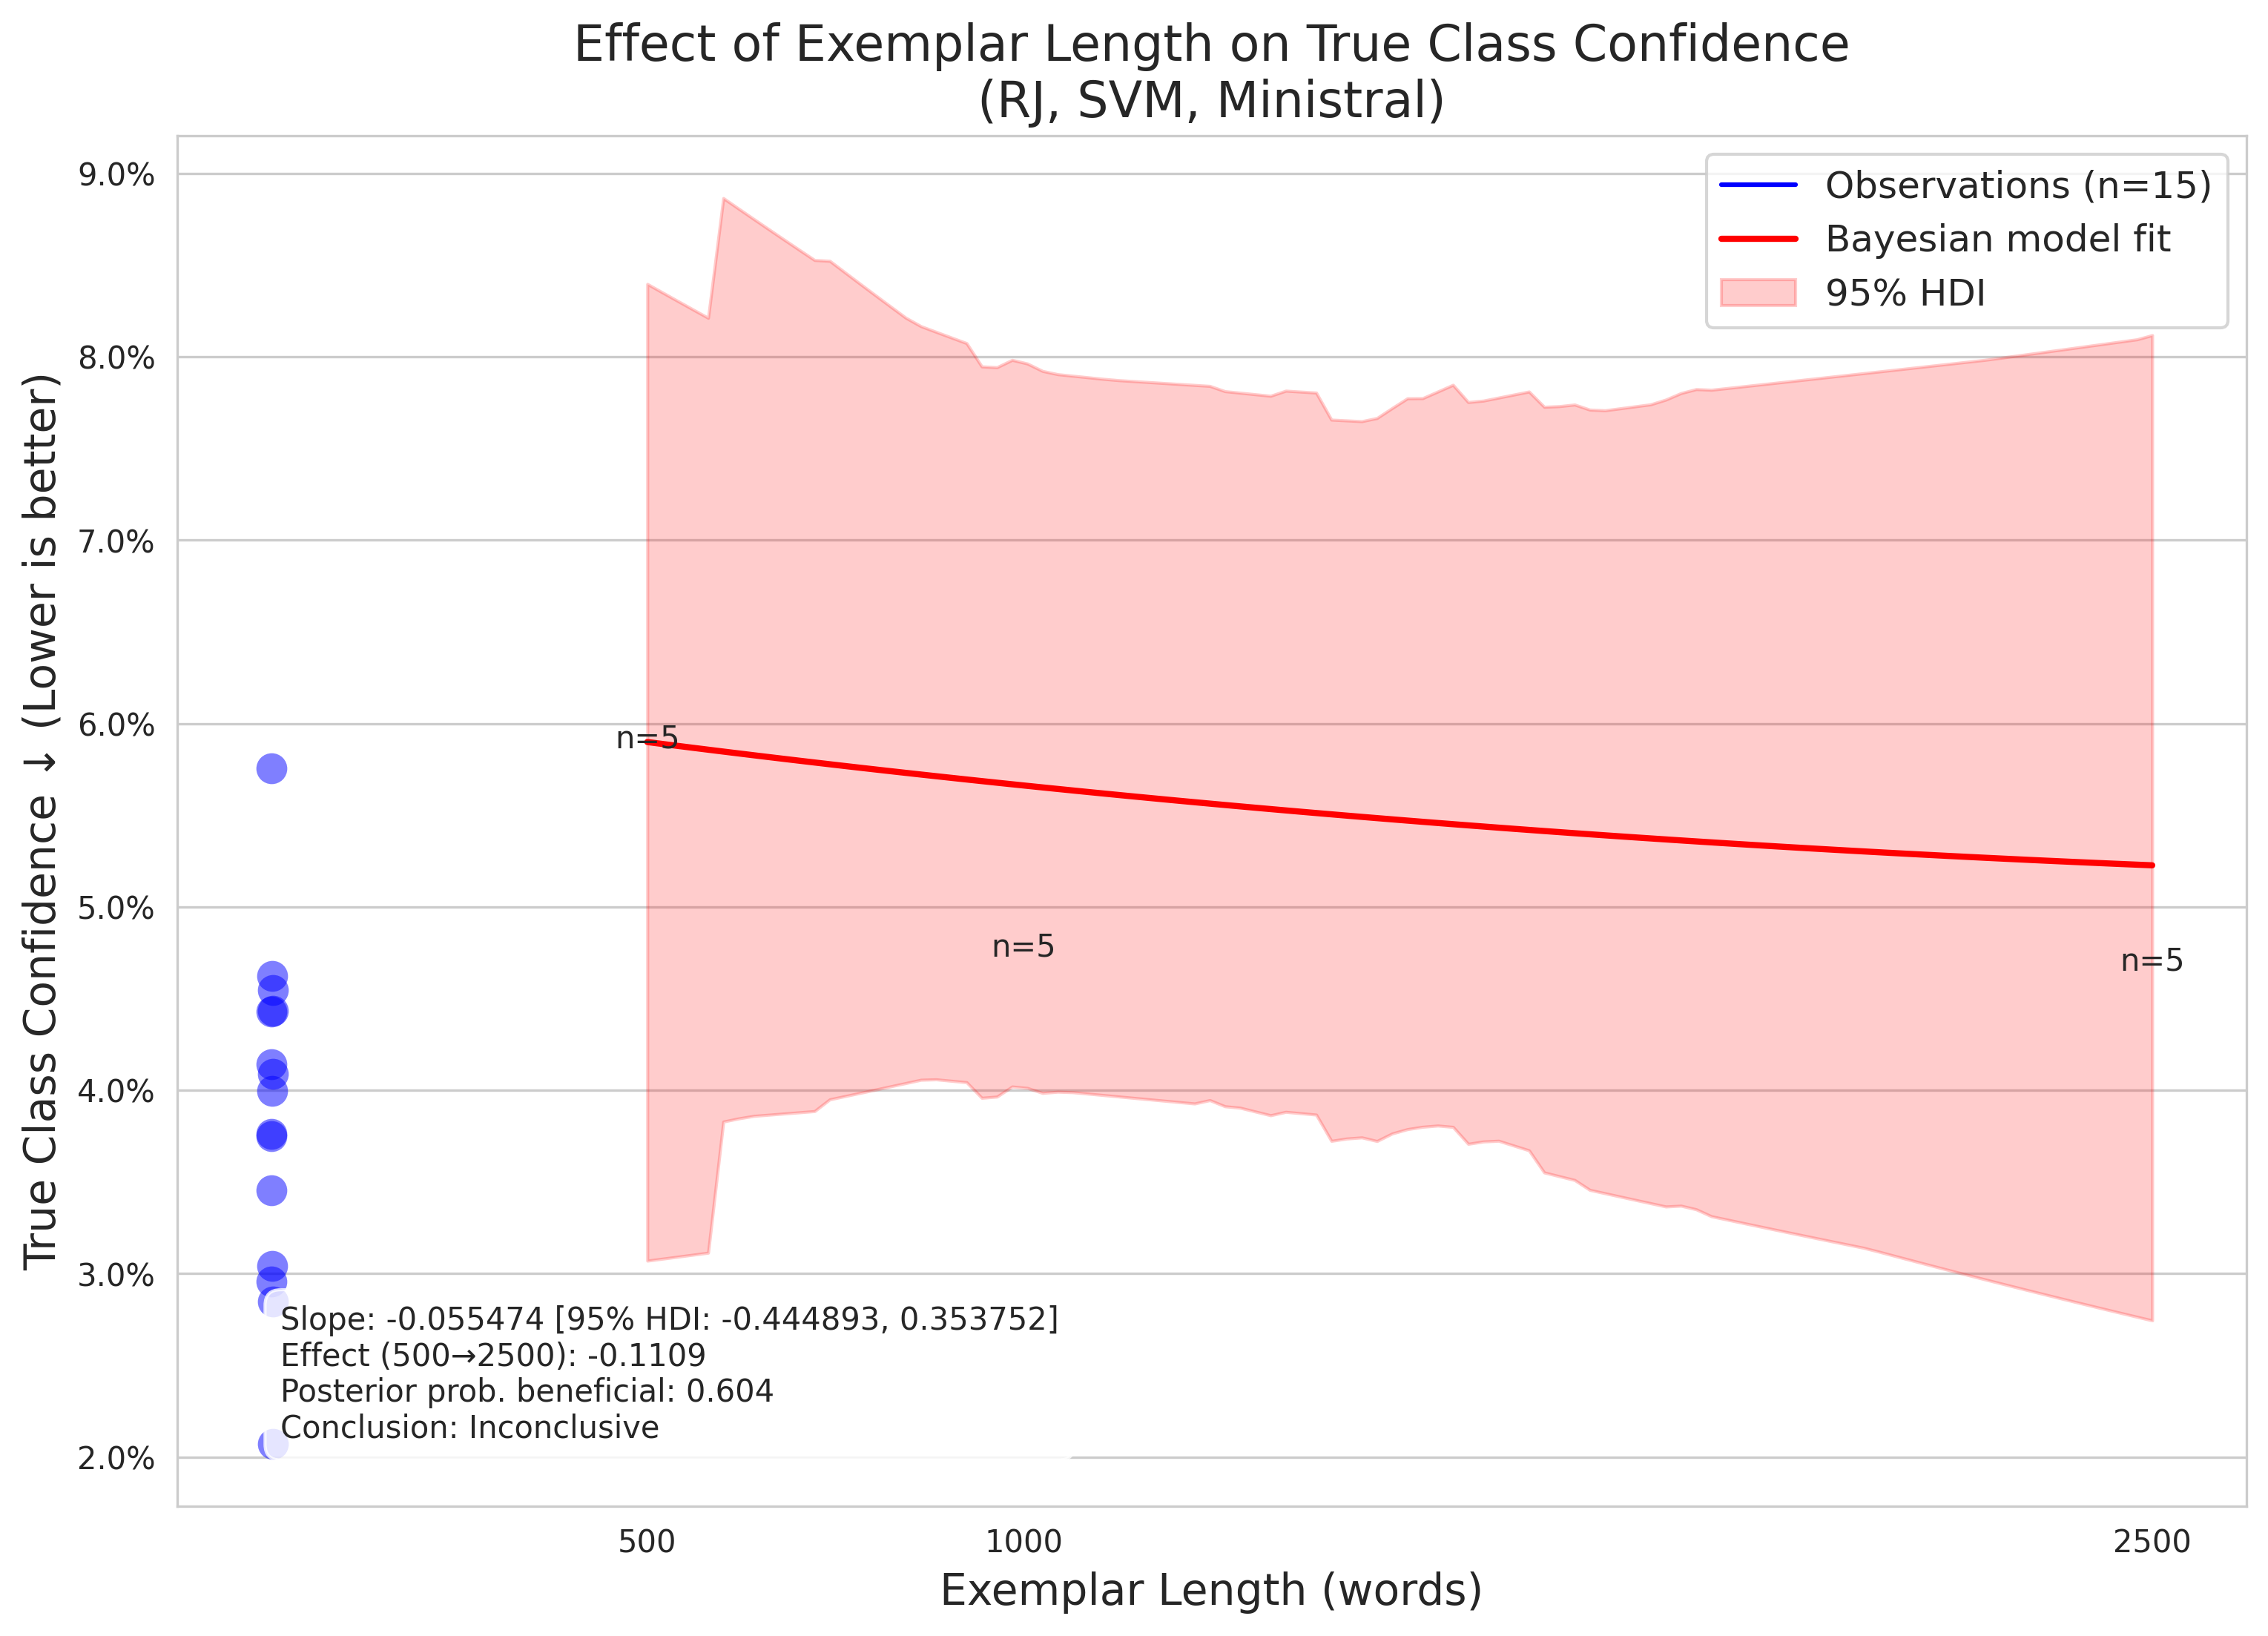 Effect of Exemplar Length on True Class Confidence
(RJ, SVM, Ministral)
Observations (n=15)
Bayesian model fit
95% HDI
True Class Confidence ↓ (Lower is better)
9.0%
8.0%
7.0%
6.0%
5.0%
4.0%
3.0%
2.0%
n=5
n=5
n=5
Slope: -0.055474 [95% HDI: -0.444893, 0.353752]
Effect (500→2500): -0.1109
Posterior prob. beneficial: 0.604
Conclusion: Inconclusive
500
1000
2500
Exemplar Length (words)